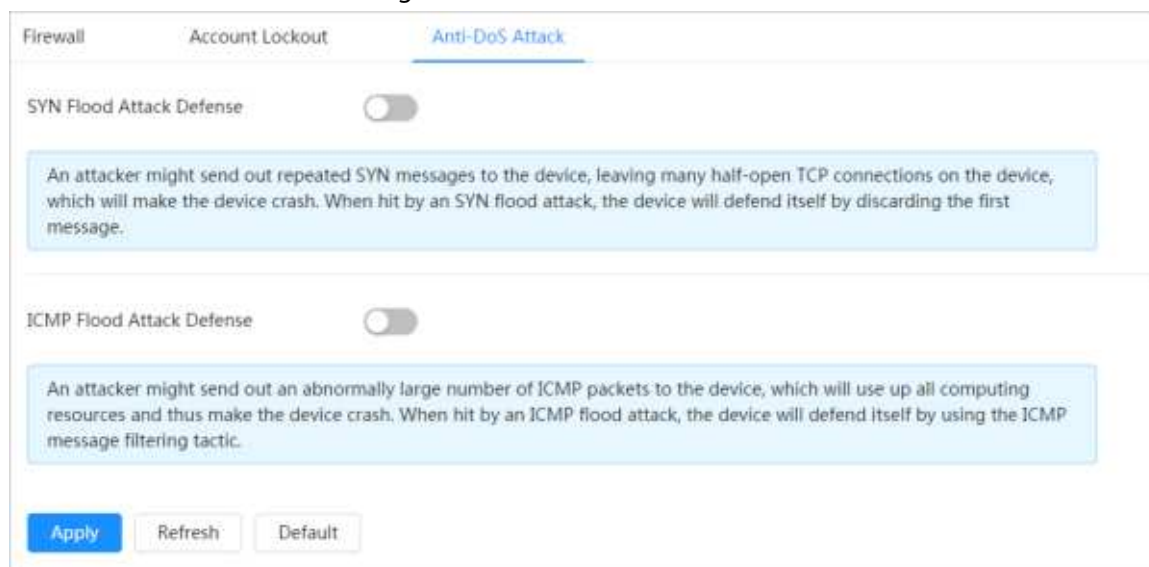 Firewall Account Lockout Anti-DoS Attack
SYN Flood Attack Defense
An attacker might send out repeated SYN messages to the device, leaving many half-open TCP connections on the device,
which will make the device crash. When hit by an SYN flood attack, the device will defend itself by discarding the first
message.
ICMP Flood Attack Defense
An attacker might send out an abnormally large number of ICMP packets to the device, which will use up all computing
resources and thus make the device crash. When hit by an ICMP flood attack, the device will defend itself by using the ICMP
message filtering tactic.
Apply Refresh Default